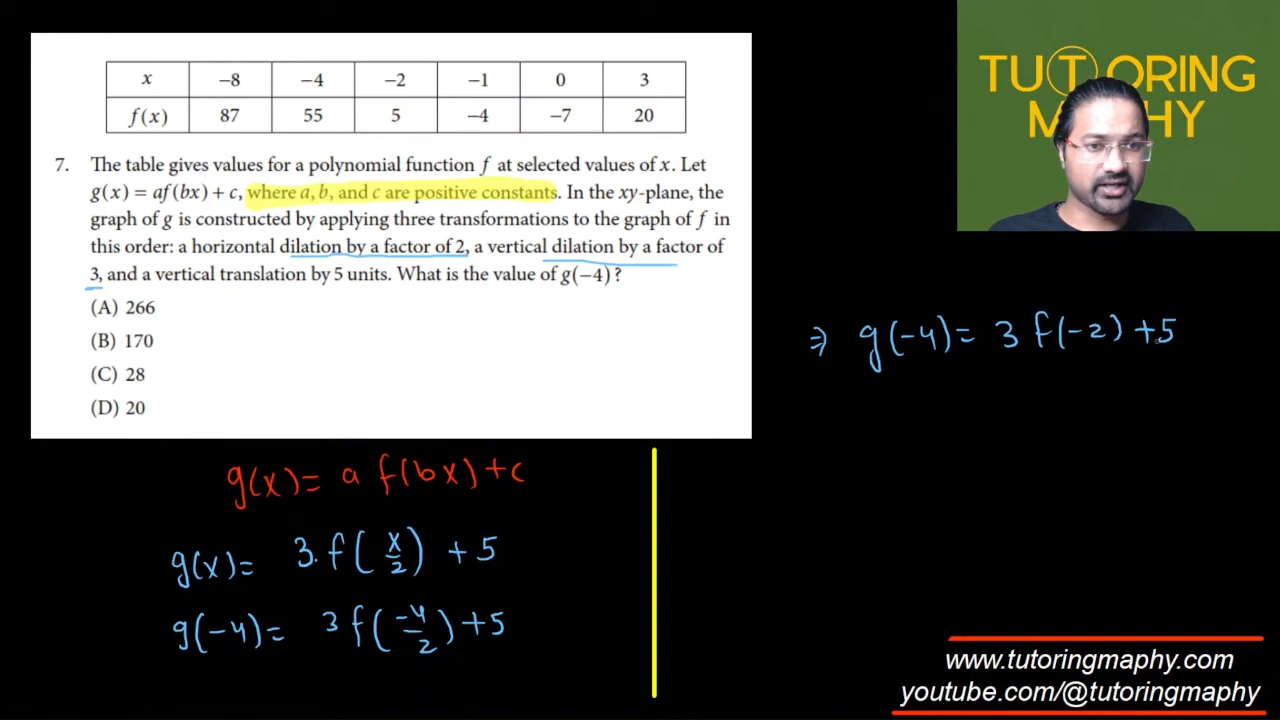 x −8 −4 −2 −1 0 3
f(x) 87 55 5 −4 −7 20
7. The table gives values for a polynomial function f at selected values of x. Let
g(x) = af(bx) + c, where a, b, and c are positive constants. In the xy-plane, the
graph of g is constructed by applying three transformations to the graph of f in
this order: a horizontal dilation by a factor of 2, a vertical dilation by a factor of
3, and a vertical translation by 5 units. What is the value of g(−4)?
(A) 266
(B) 170
(C) 28
(D) 20
g(x) = a f(bx) + c
g(x) = 3. f(x/2) + 5
g(−4) = 3 f(−4/2) + 5
TUTORING
MAPHY
⇒ g(−4) = 3 f(−2) + 5
www.tutoringmaphy.com
youtube.com/@tutoringmaphy